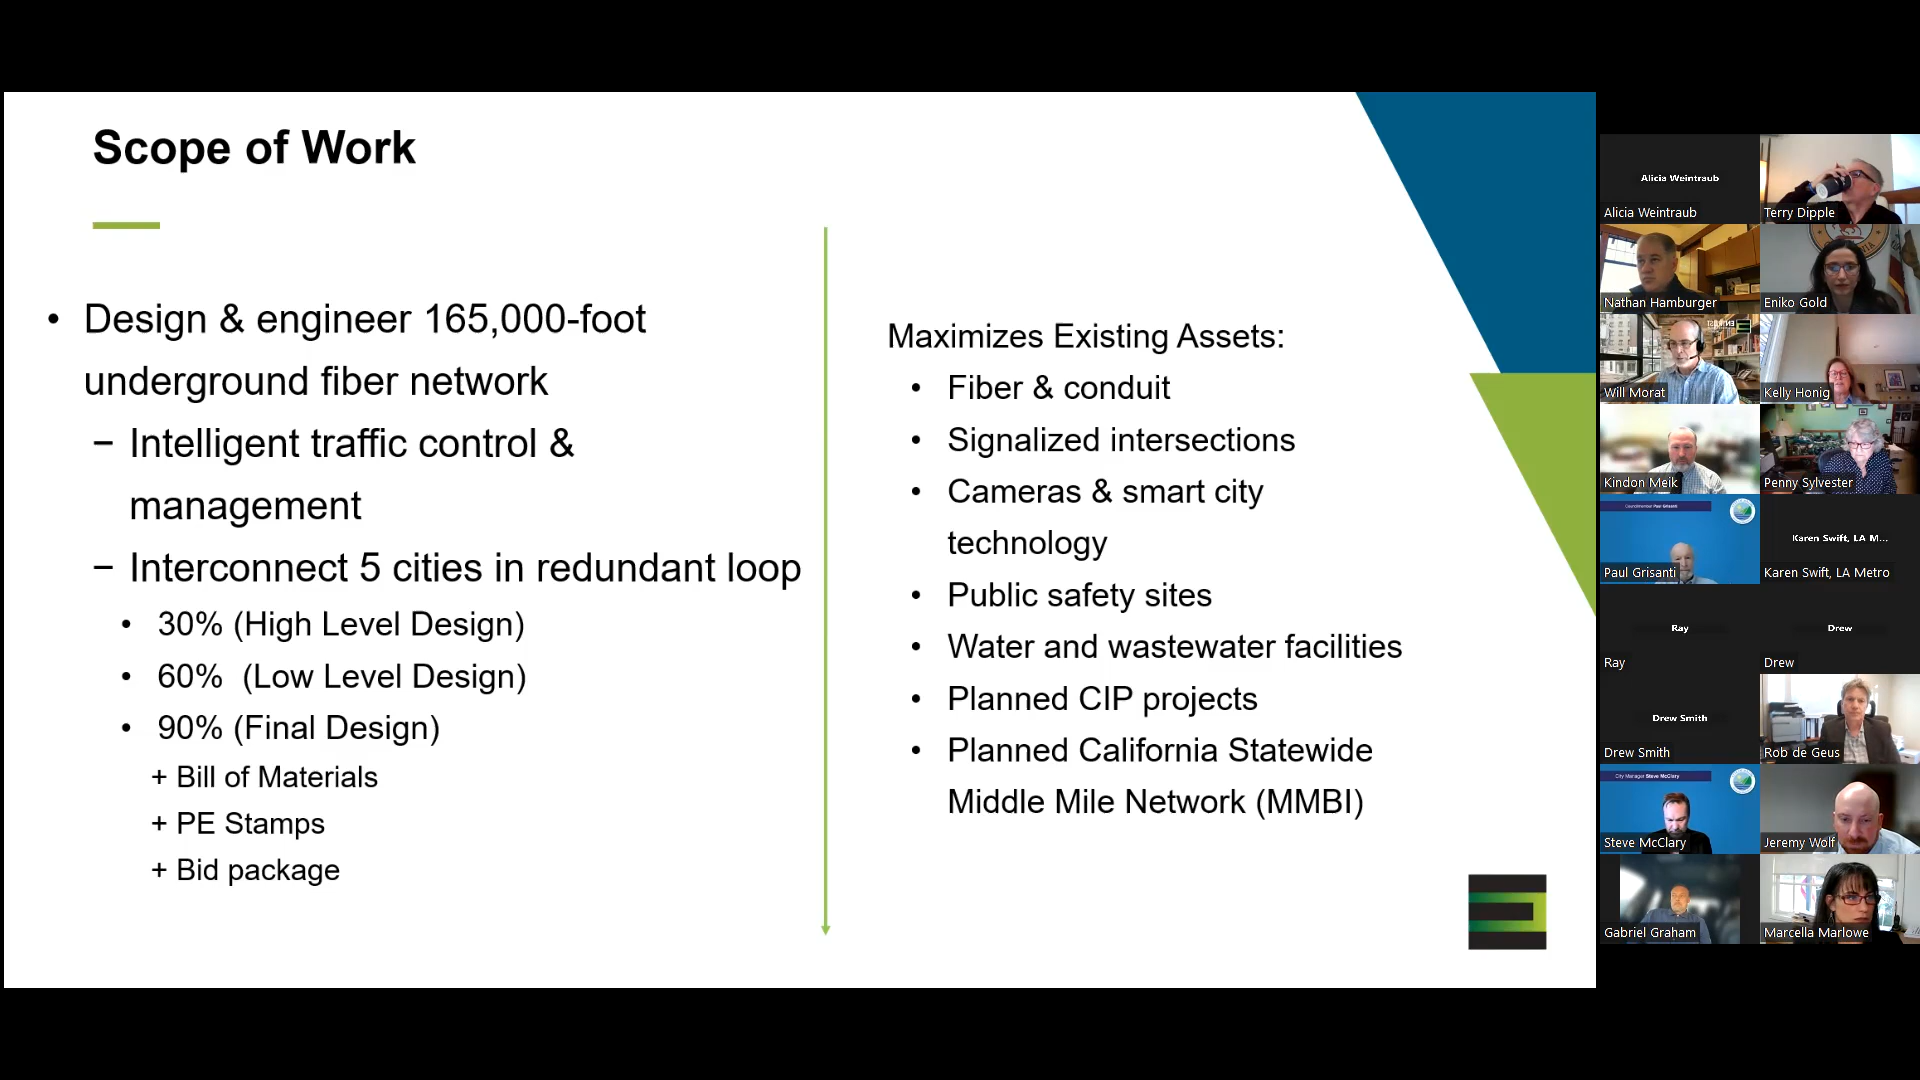 Scope of Work
• Design & engineer 165,000-foot
underground fiber network
− Intelligent traffic control &
management
− Interconnect 5 cities in redundant loop
• 30% (High Level Design)
• 60%  (Low Level Design)
• 90% (Final Design)
+ Bill of Materials
+ PE Stamps
+ Bid package
Maximizes Existing Assets:
• Fiber & conduit
• Signalized intersections
• Cameras & smart city
technology
• Public safety sites
• Water and wastewater facilities
• Planned CIP projects
• Planned California Statewide
Middle Mile Network (MMBI)
Alicia Weintraub
Alicia Weintraub
Terry Dipple
Nathan Hamburger
Eniko Gold
Will Morat
Kelly Honig
Kindon Meik
Penny Sylvester
Councilmember Paul Grisanti
Paul Grisanti
Karen Swift, LA M...
Karen Swift, LA Metro
Ray
Ray
Drew
Drew
Drew Smith
Drew Smith
Rob de Geus
City Manager Steve McClary
Steve McClary
Jeremy Wolf
Gabriel Graham
Marcella Marlowe